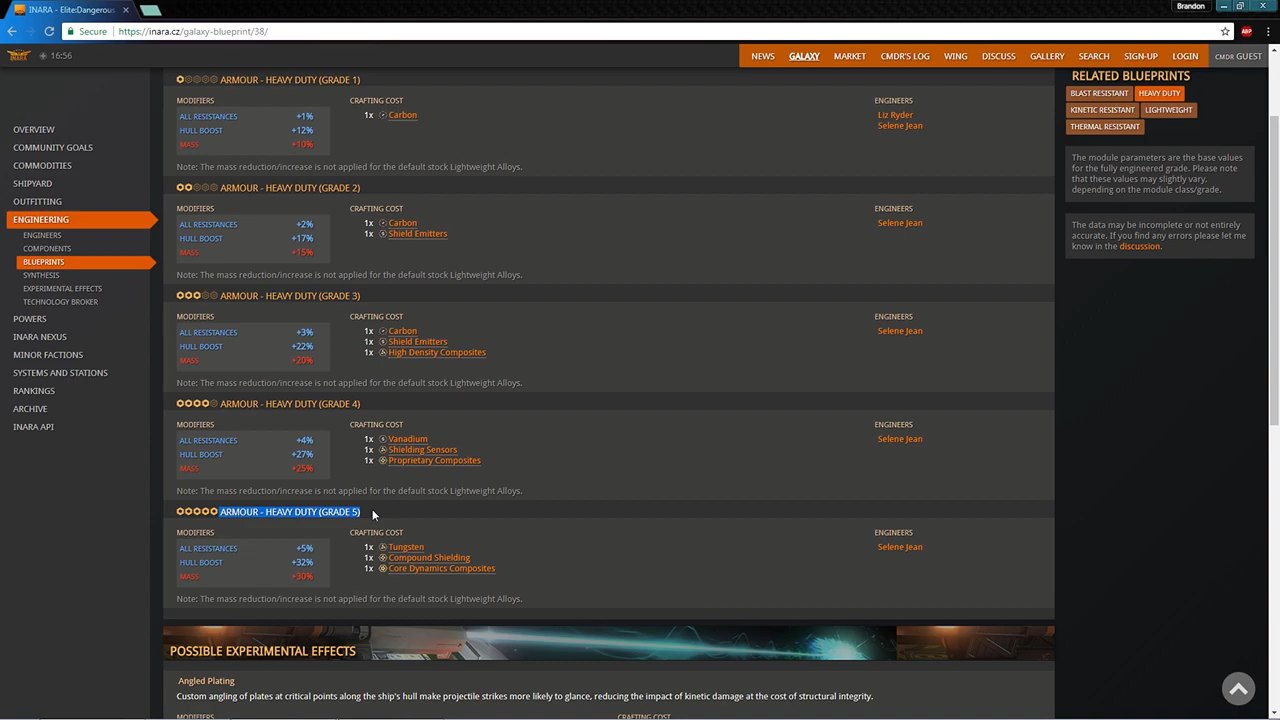 INARA - Elite:Dangerous
Brandon
Secure
https://inara.cz/galaxy-blueprint/38/
ABP
INARA
16:56
NEWS GALAXY MARKET CMDR'S LOG WING DISCUSS GALLERY SEARCH SIGN-UP LOGIN CMDR GUEST
OVERVIEW
COMMUNITY GOALS
COMMODITIES
SHIPYARD
OUTFITTING
ENGINEERING
ENGINEERS
COMPONENTS
BLUEPRINTS
SYNTHESIS
EXPERIMENTAL EFFECTS
TECHNOLOGY BROKER
POWERS
INARA NEXUS
MINOR FACTIONS
SYSTEMS AND STATIONS
RANKINGS
ARCHIVE
INARA API
ARMOUR - HEAVY DUTY (GRADE 1)
MODIFIERS CRAFTING COST ENGINEERS
ALL RESISTANCES +1% 1x Carbon Liz Ryder
HULL BOOST +12% Selene Jean
MASS +10%
Note: The mass reduction/increase is not applied for the default stock Lightweight Alloys.
ARMOUR - HEAVY DUTY (GRADE 2)
MODIFIERS CRAFTING COST ENGINEERS
ALL RESISTANCES +2% 1x Carbon Selene Jean
HULL BOOST +17% 1x Shield Emitters
MASS +15%
Note: The mass reduction/increase is not applied for the default stock Lightweight Alloys.
ARMOUR - HEAVY DUTY (GRADE 3)
MODIFIERS CRAFTING COST ENGINEERS
ALL RESISTANCES +3% 1x Carbon Selene Jean
HULL BOOST +22% 1x Shield Emitters
MASS +20% 1x High Density Composites
Note: The mass reduction/increase is not applied for the default stock Lightweight Alloys.
ARMOUR - HEAVY DUTY (GRADE 4)
MODIFIERS CRAFTING COST ENGINEERS
ALL RESISTANCES +4% 1x Vanadium Selene Jean
HULL BOOST +27% 1x Shielding Sensors
MASS +25% 1x Proprietary Composites
Note: The mass reduction/increase is not applied for the default stock Lightweight Alloys.
ARMOUR - HEAVY DUTY (GRADE 5)
MODIFIERS CRAFTING COST ENGINEERS
ALL RESISTANCES +5% 1x Tungsten Selene Jean
HULL BOOST +32% 1x Compound Shielding
MASS +30% 1x Core Dynamics Composites
Note: The mass reduction/increase is not applied for the default stock Lightweight Alloys.
POSSIBLE EXPERIMENTAL EFFECTS
Angled Plating
Custom angling of plates at critical points along the ship's hull make projectile strikes more likely to glance, reducing the impact of kinetic damage at the cost of structural integrity.
MODIFIERS CRAFTING COST
RELATED BLUEPRINTS
BLAST RESISTANT HEAVY DUTY
KINETIC RESISTANT LIGHTWEIGHT
THERMAL RESISTANT
The module parameters are the base values
for the fully engineered grade. Please note
that these values may slightly vary,
depending on the module class/grade.
The data may be incomplete or not entirely
accurate. If you find any errors please let me
know in the discussion.